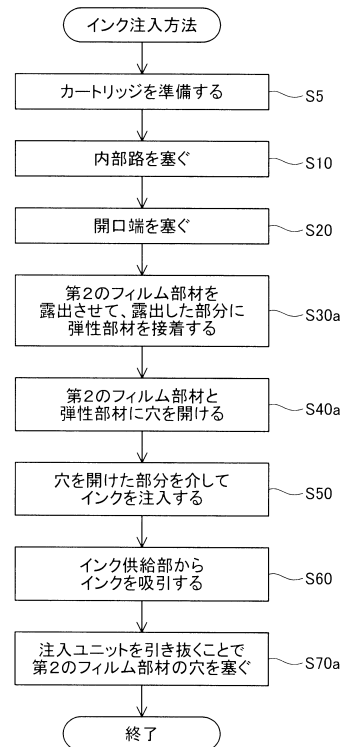 インク注入方法
カートリッジを準備する
S5
内部路を塞ぐ
S10
開口端を塞ぐ
S20
第2のフィルム部材を
露出させて、露出した部分に
弾性部材を接着する
S30a
第2のフィルム部材と
弾性部材に穴を開ける
S40a
穴を開けた部分を介して
インクを注入する
S50
インク供給部から
インクを吸引する
S60
注入ユニットを引き抜くことで
第2のフィルム部材の穴を塞ぐ
S70a
終了